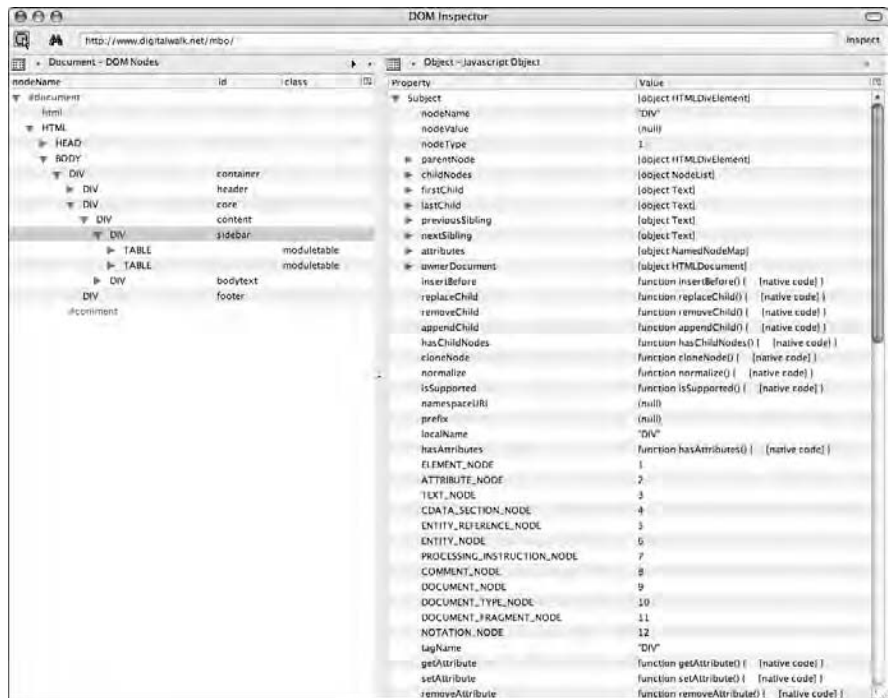 DOM Inspector
http://www.digitalwalk.net/mbo/
Inspect
Document - DOM Nodes
Object - Javascript Object
nodeName id class
#document
html
HTML
HEAD
BODY
DIV container
DIV header
DIV core
DIV content
DIV sidebar
TABLE moduletable
TABLE moduletable
DIV bodytext
DIV footer
#comment
Property Value
Subject [object HTMLDivElement]
nodeName "DIV"
nodeValue (null)
nodeType 1
parentNode [object HTMLDivElement]
childNodes [object NodeList]
firstChild [object Text]
lastChild [object Text]
previousSibling [object Text]
nextSibling [object Text]
attributes [object NamedNodeMap]
ownerDocument [object HTMLDocument]
insertBefore function insertBefore() { [native code] }
replaceChild function replaceChild() { [native code] }
removeChild function removeChild() { [native code] }
appendChild function appendChild() { [native code] }
hasChildNodes function hasChildNodes() { [native code] }
cloneNode function cloneNode() { [native code] }
normalize function normalize() { [native code] }
isSupported function isSupported() { [native code] }
namespaceURI (null)
prefix (null)
localName "DIV"
hasAttributes function hasAttributes() { [native code] }
ELEMENT_NODE 1
ATTRIBUTE_NODE 2
TEXT_NODE 3
CDATA_SECTION_NODE 4
ENTITY_REFERENCE_NODE 5
ENTITY_NODE 6
PROCESSING_INSTRUCTION_NODE 7
COMMENT_NODE 8
DOCUMENT_NODE 9
DOCUMENT_TYPE_NODE 10
DOCUMENT_FRAGMENT_NODE 11
NOTATION_NODE 12
tagName "DIV"
getAttribute function getAttribute() { [native code] }
setAttribute function setAttribute() { [native code] }
removeAttribute function removeAttribute() { [native code] }